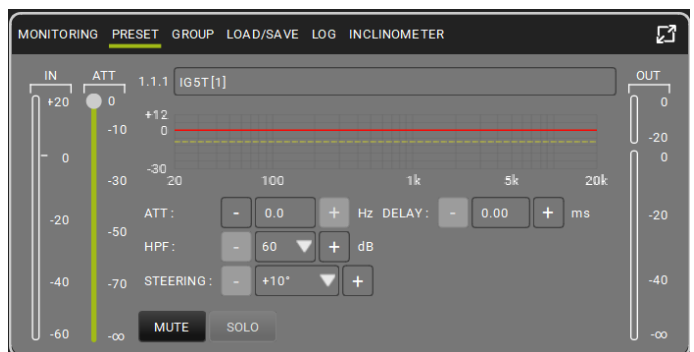 MONITORING PRESET GROUP LOAD/SAVE LOG INCLINOMETER
IN ATT 1.1.1 IG5T[1] OUT
+20 0 +12 0
-10 0 -20
0 -30 0
-30 20 100 1k 5k 20k
-20 ATT: - 0.0 + Hz DELAY: - 0.00 + ms -20
-50 HPF: - 60 + dB
-40 -70 STEERING: - +10° + -40
-60 -∞ MUTE SOLO -∞